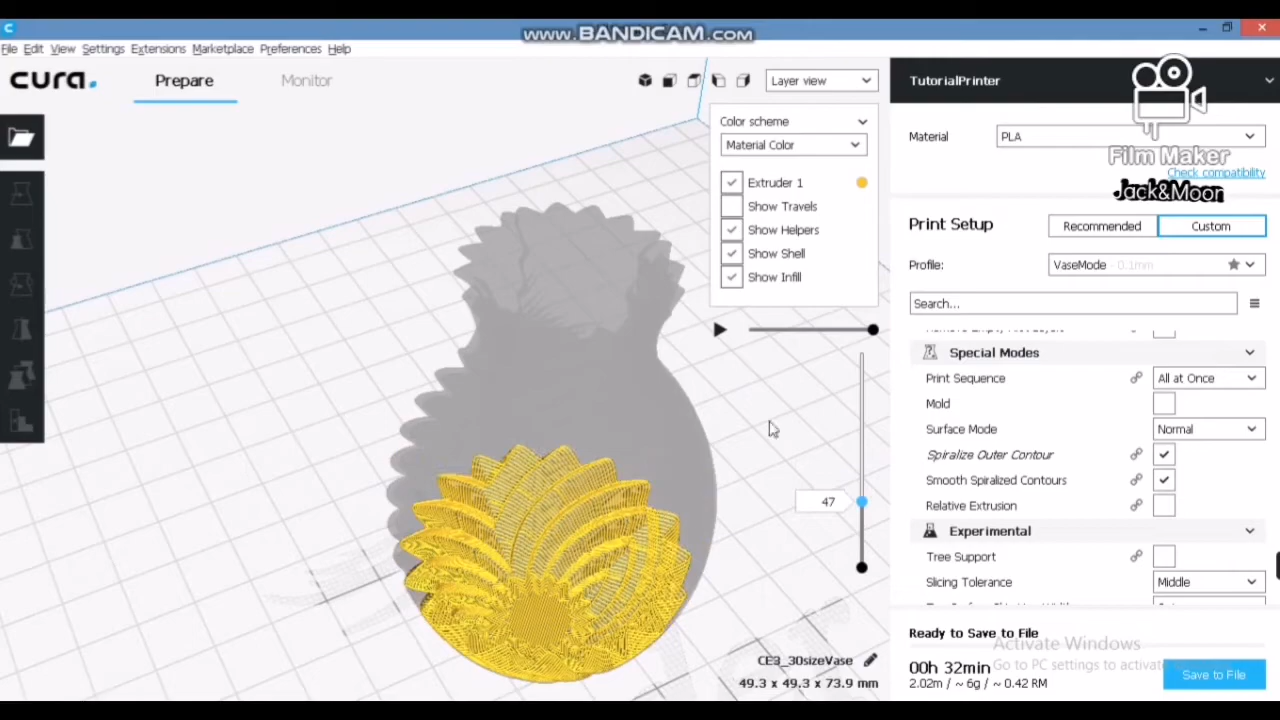 www.BANDICAM.com
File Edit View Settings Extensions Marketplace Preferences Help
cura.
Prepare
Monitor
Layer view
TutorialPrinter
Color scheme
Material Color
Extruder 1
Show Travels
Show Helpers
Show Shell
Show Infill
47
CE3_30sizeVase
49.3 x 49.3 x 73.9 mm
Material
PLA
Film Maker
Check compatibility
Jack&Moon
Print Setup
Recommended
Custom
Profile:
VaseMode - 0.1mm
Search...
Special Modes
Print Sequence
All at Once
Mold
Surface Mode
Normal
Spiralize Outer Contour
Smooth Spiralized Contours
Relative Extrusion
Experimental
Tree Support
Slicing Tolerance
Middle
Ready to Save to File
Activate Windows
Go to PC settings to activate
00h 32min
2.02m / ~ 6g / ~ 0.42 RM
Save to File